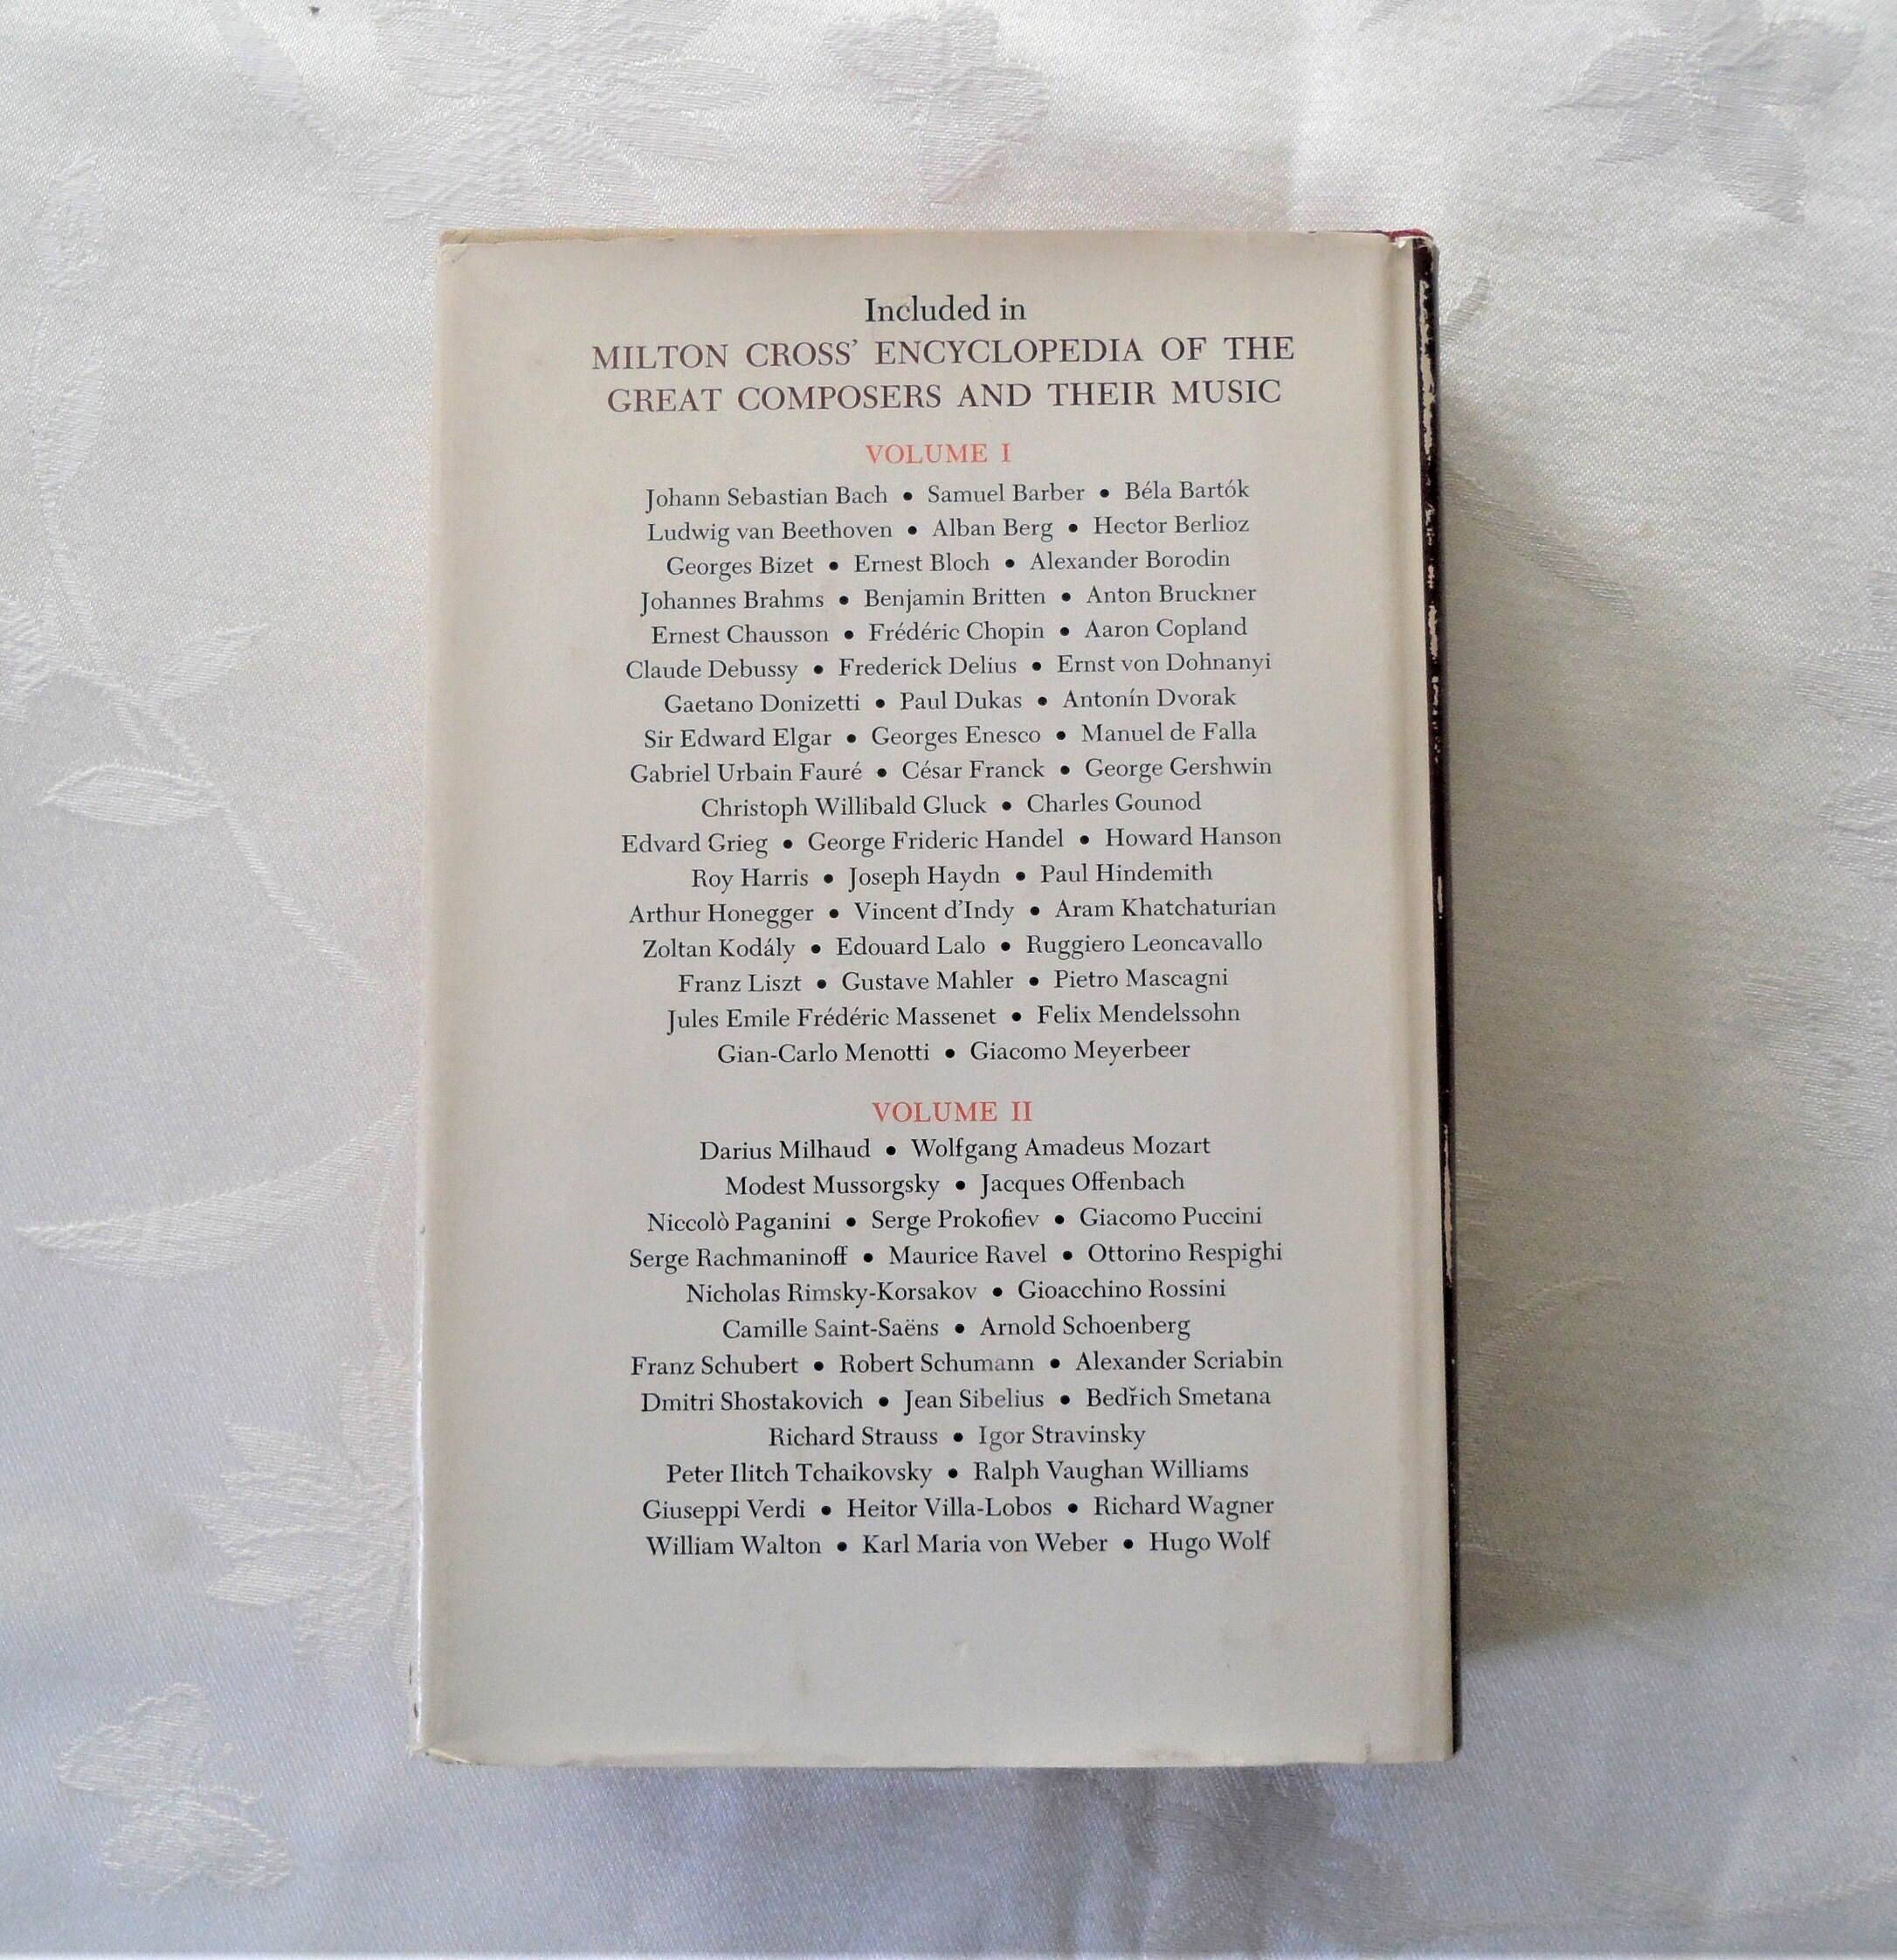 Included in
MILTON CROSS’ ENCYCLOPEDIA OF THE
GREAT COMPOSERS AND THEIR MUSIC
VOLUME I
Johann Sebastian Bach • Samuel Barber • Béla Bartók
Ludwig van Beethoven • Alban Berg • Hector Berlioz
Georges Bizet • Ernest Bloch • Alexander Borodin
Johannes Brahms • Benjamin Britten • Anton Bruckner
Ernest Chausson • Frédéric Chopin • Aaron Copland
Claude Debussy • Frederick Delius • Ernst von Dohnanyi
Gaetano Donizetti • Paul Dukas • Antonín Dvorak
Sir Edward Elgar • Georges Enesco • Manuel de Falla
Gabriel Urbain Fauré • César Franck • George Gershwin
Christoph Willibald Gluck • Charles Gounod
Edvard Grieg • George Frideric Handel • Howard Hanson
Roy Harris • Joseph Haydn • Paul Hindemith
Arthur Honegger • Vincent d’Indy • Aram Khatchaturian
Zoltan Kodály • Edouard Lalo • Ruggiero Leoncavallo
Franz Liszt • Gustave Mahler • Pietro Mascagni
Jules Emile Frédéric Massenet • Felix Mendelssohn
Gian-Carlo Menotti • Giacomo Meyerbeer
VOLUME II
Darius Milhaud • Wolfgang Amadeus Mozart
Modest Mussorgsky • Jacques Offenbach
Niccolò Paganini • Serge Prokofiev • Giacomo Puccini
Serge Rachmaninoff • Maurice Ravel • Ottorino Respighi
Nicholas Rimsky-Korsakov • Gioacchino Rossini
Camille Saint-Saëns • Arnold Schoenberg
Franz Schubert • Robert Schumann • Alexander Scriabin
Dmitri Shostakovich • Jean Sibelius • Bedřich Smetana
Richard Strauss • Igor Stravinsky
Peter Ilitch Tchaikovsky • Ralph Vaughan Williams
Giuseppi Verdi • Heitor Villa-Lobos • Richard Wagner
William Walton • Karl Maria von Weber • Hugo Wolf